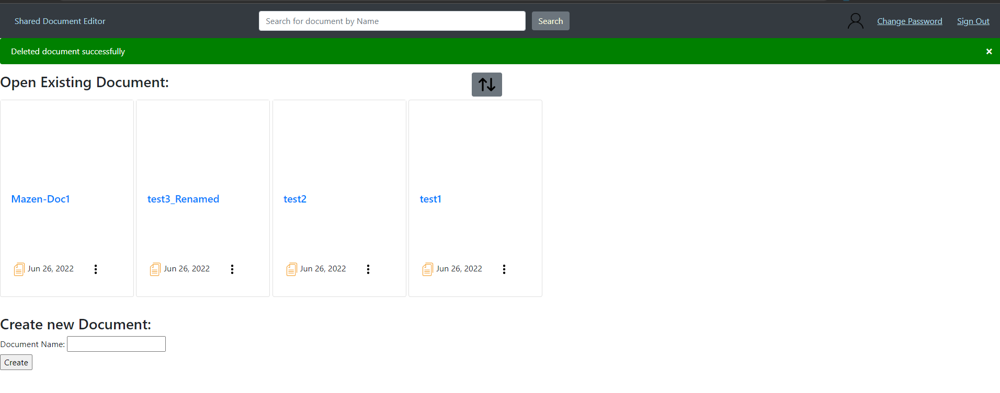 Shared Document Editor
Search for document by Name
Search
Change Password
Sign Out
Deleted document successfully
×
Open Existing Document:
Mazen-Doc1
test3_Renamed
test2
test1
Jun 26, 2022
Jun 26, 2022
Jun 26, 2022
Jun 26, 2022
Create new Document:
Document Name:
Create